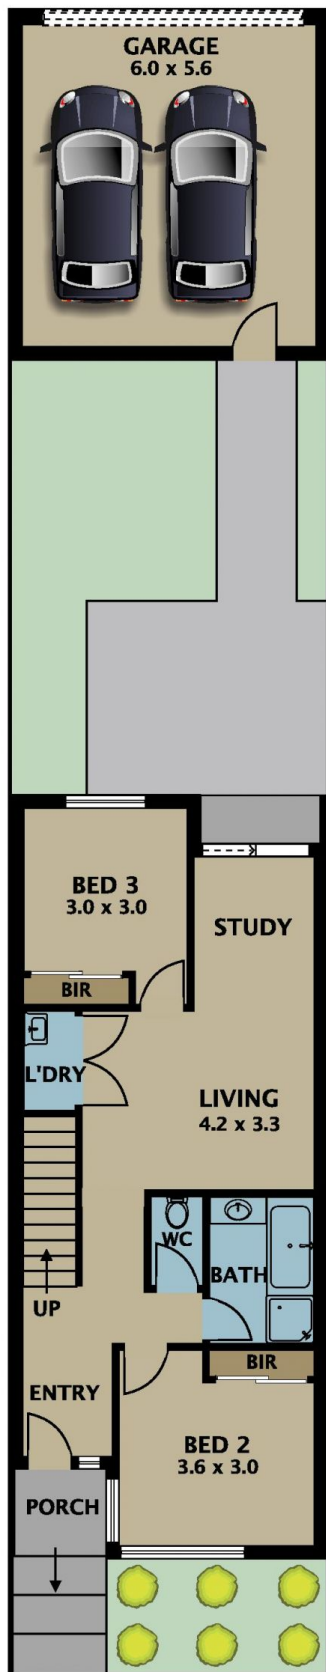 GARAGE
6.0 x 5.6
BED 3
3.0 x 3.0
STUDY
BIR
L'DRY
LIVING
4.2 x 3.3
WC
BATH
UP
BIR
ENTRY
BED 2
3.6 x 3.0
PORCH